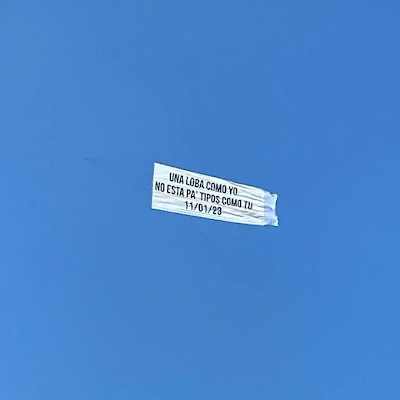 UNA LOBA COMO YO
NO ESTA PA' TIPOS COMO TU
11/01/23